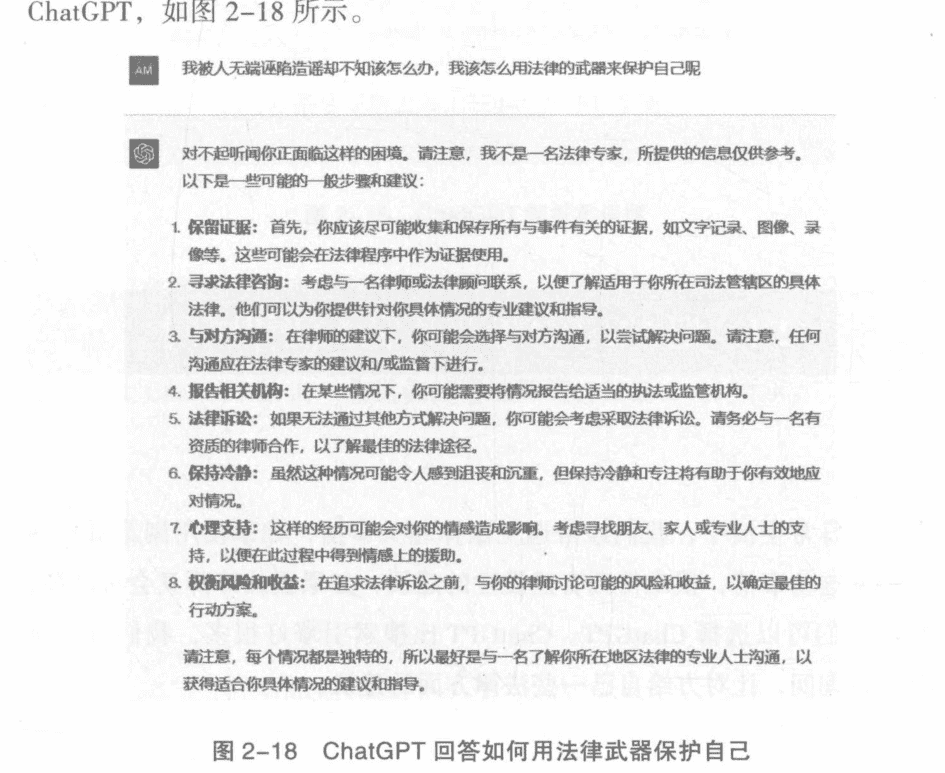 ChatGPT，如图 2-18 所示。
AM 我被人无端诬陷造谣却不知该怎么办，我该怎么用法律的武器来保护自己呢
对不起听闻你正面临这样的困境。请注意，我不是一名法律专家，所提供的信息仅供参考。
以下是一些可能的一般步骤和建议：
1. 保留证据： 首先，你应该尽可能收集和保存所有与事件有关的证据，如文字记录、图像、录
像等。这些可能会在法律程序中作为证据使用。
2. 寻求法律咨询： 考虑与一名律师或法律顾问联系，以便了解适用于你所在司法管辖区的具体
法律。他们可以为你提供针对你具体情况的专业建议和指导。
3. 与对方沟通： 在律师的建议下，你可能会选择与对方沟通，以尝试解决问题。请注意，任何
沟通应在法律专家的建议和/或监督下进行。
4. 报告相关机构： 在某些情况下，你可能需要将情况报告给适当的执法或监管机构。
5. 法律诉讼： 如果无法通过其他方式解决问题，你可能会考虑采取法律诉讼。请务必与一名有
资质的律师合作，以了解最佳的法律途径。
6. 保持冷静： 虽然这种情况可能令人感到沮丧和沉重，但保持冷静和专注将有助于你有效地应
对情况。
7. 心理支持： 这样的经历可能会对你的情感造成影响。考虑寻找朋友、家人或专业人士的支
持，以便在此过程中得到情感上的援助。
8. 权衡风险和收益： 在追求法律诉讼之前，与你的律师讨论可能的风险和收益，以确定最佳的
行动方案。
请注意，每个情况都是独特的，所以最好是与一名了解你所在地区法律的专业人士沟通，以
获得适合你具体情况的建议和指导。
图 2-18 ChatGPT 回答如何用法律武器保护自己